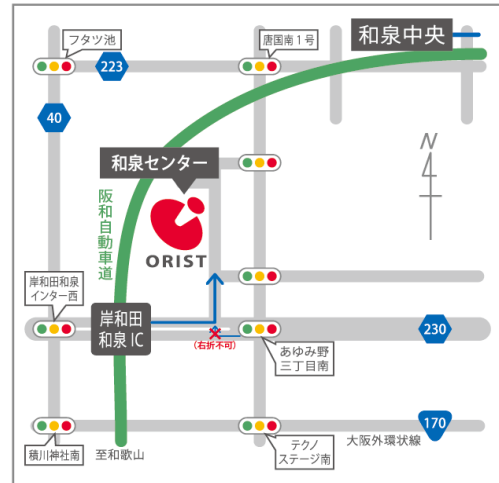 フタツ池
唐国南1号
和泉中央
223
40
N
和泉センター
阪和自動車道
ORIST
岸和田和泉
インター西
岸和田
和泉IC
(右折不可)
あゆみ野
三丁目南
230
170
大阪外環状線
積川神社南
至和歌山
テクノ
ステージ南